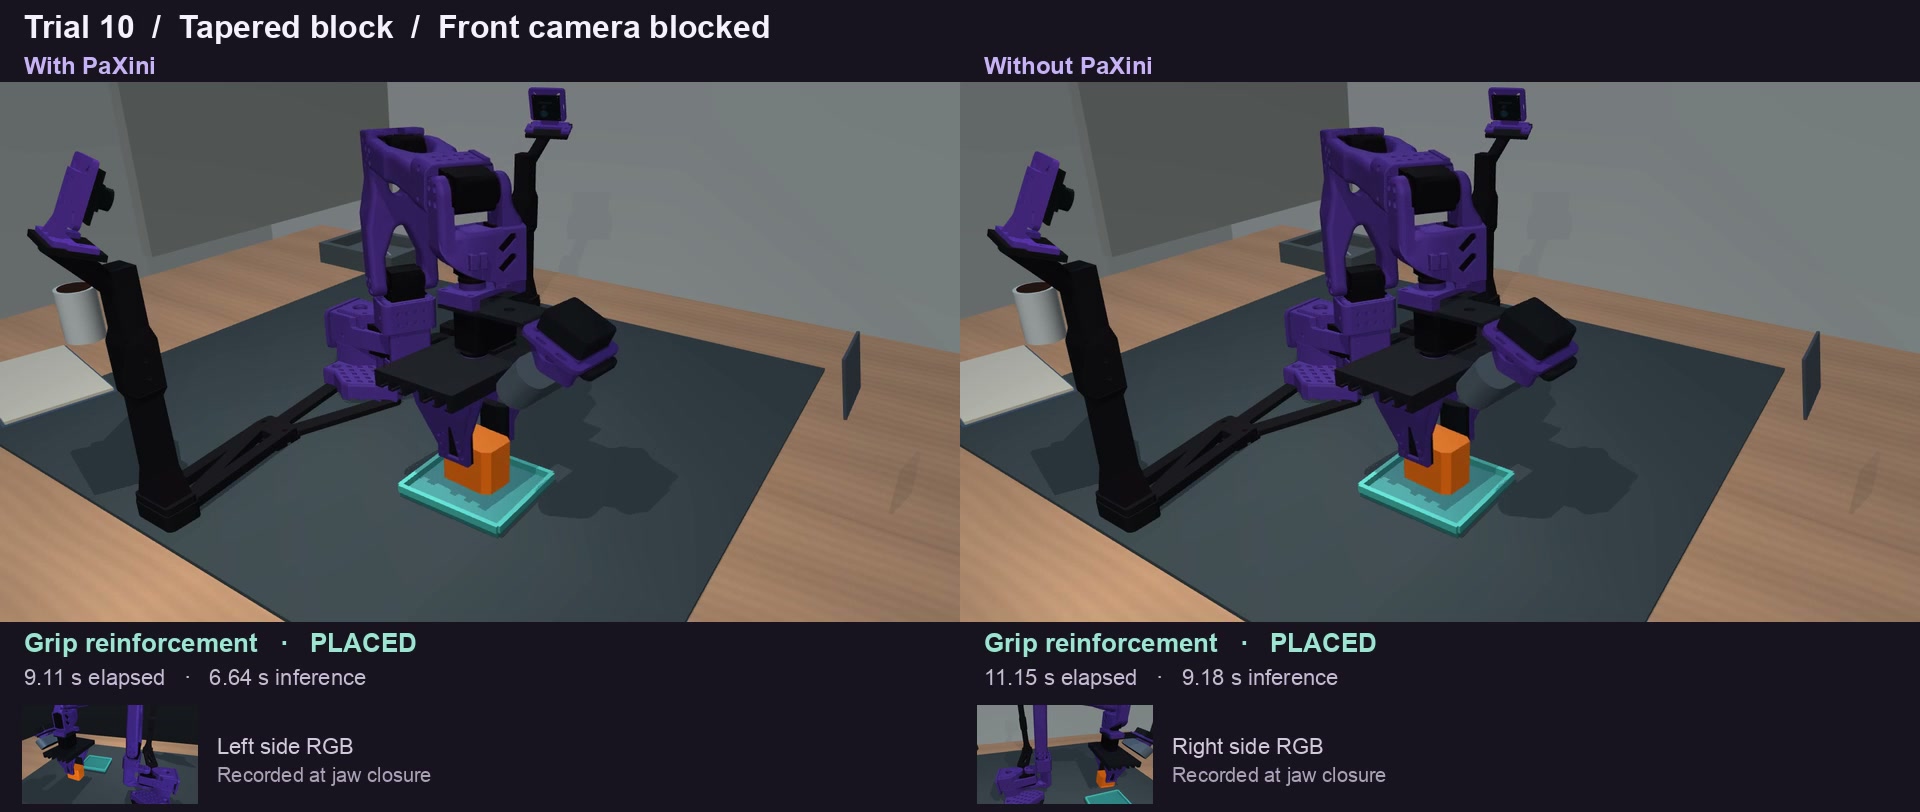 Trial 10 / Tapered block / Front camera blocked
With PaXini
Without PaXini
Grip reinforcement · PLACED
9.11 s elapsed · 6.64 s inference
Left side RGB
Recorded at jaw closure
Grip reinforcement · PLACED
11.15 s elapsed · 9.18 s inference
Right side RGB
Recorded at jaw closure